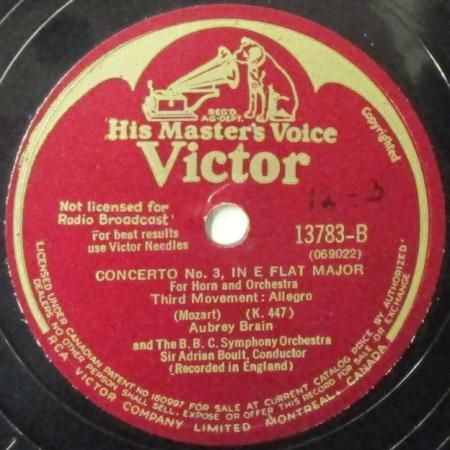 REG'D.
AG-DEPT.
His Master's Voice
Victor
Copyrighted
12-3
Not licensed for
Radio Broadcast
For best results
use Victor Needles
13783-B
(069022)
CONCERTO No. 3, IN E FLAT MAJOR
For Horn and Orchestra
Third Movement: Allegro
(Mozart) (K. 447)
Aubrey Brain
and The B. B. C. Symphony Orchestra
Sir Adrian Boult, Conductor
(Recorded in England)
LICENSED UNDER CANADIAN PATENT NO 160997 FOR SALE AT CURRENT CATALOG PRICE BY AUTHORIZED
DEALERS. NO OTHER PERSON SHALL SELL, EXPOSE OR OFFER THIS RECORD FOR SALE OR EXCHANGE
RCA VICTOR COMPANY LIMITED MONTREAL, CANADA.